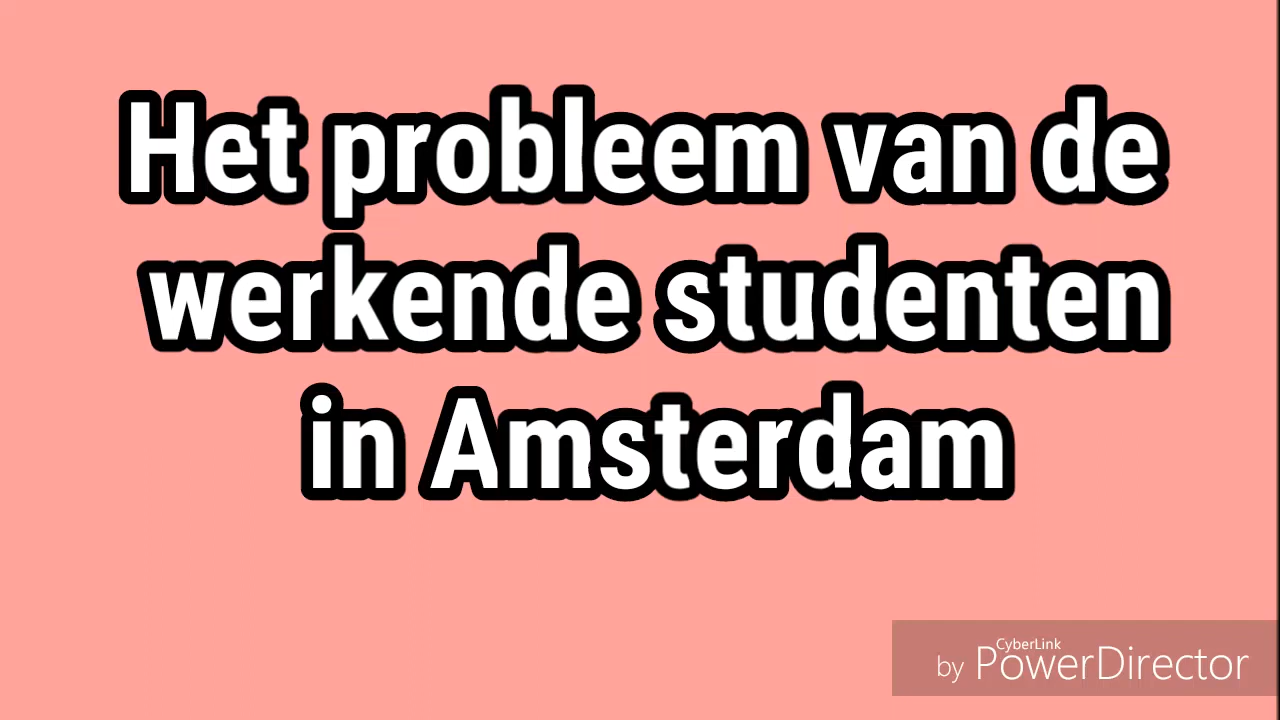 Het probleem van de
werkende studenten
in Amsterdam
CyberLink
by PowerDirector